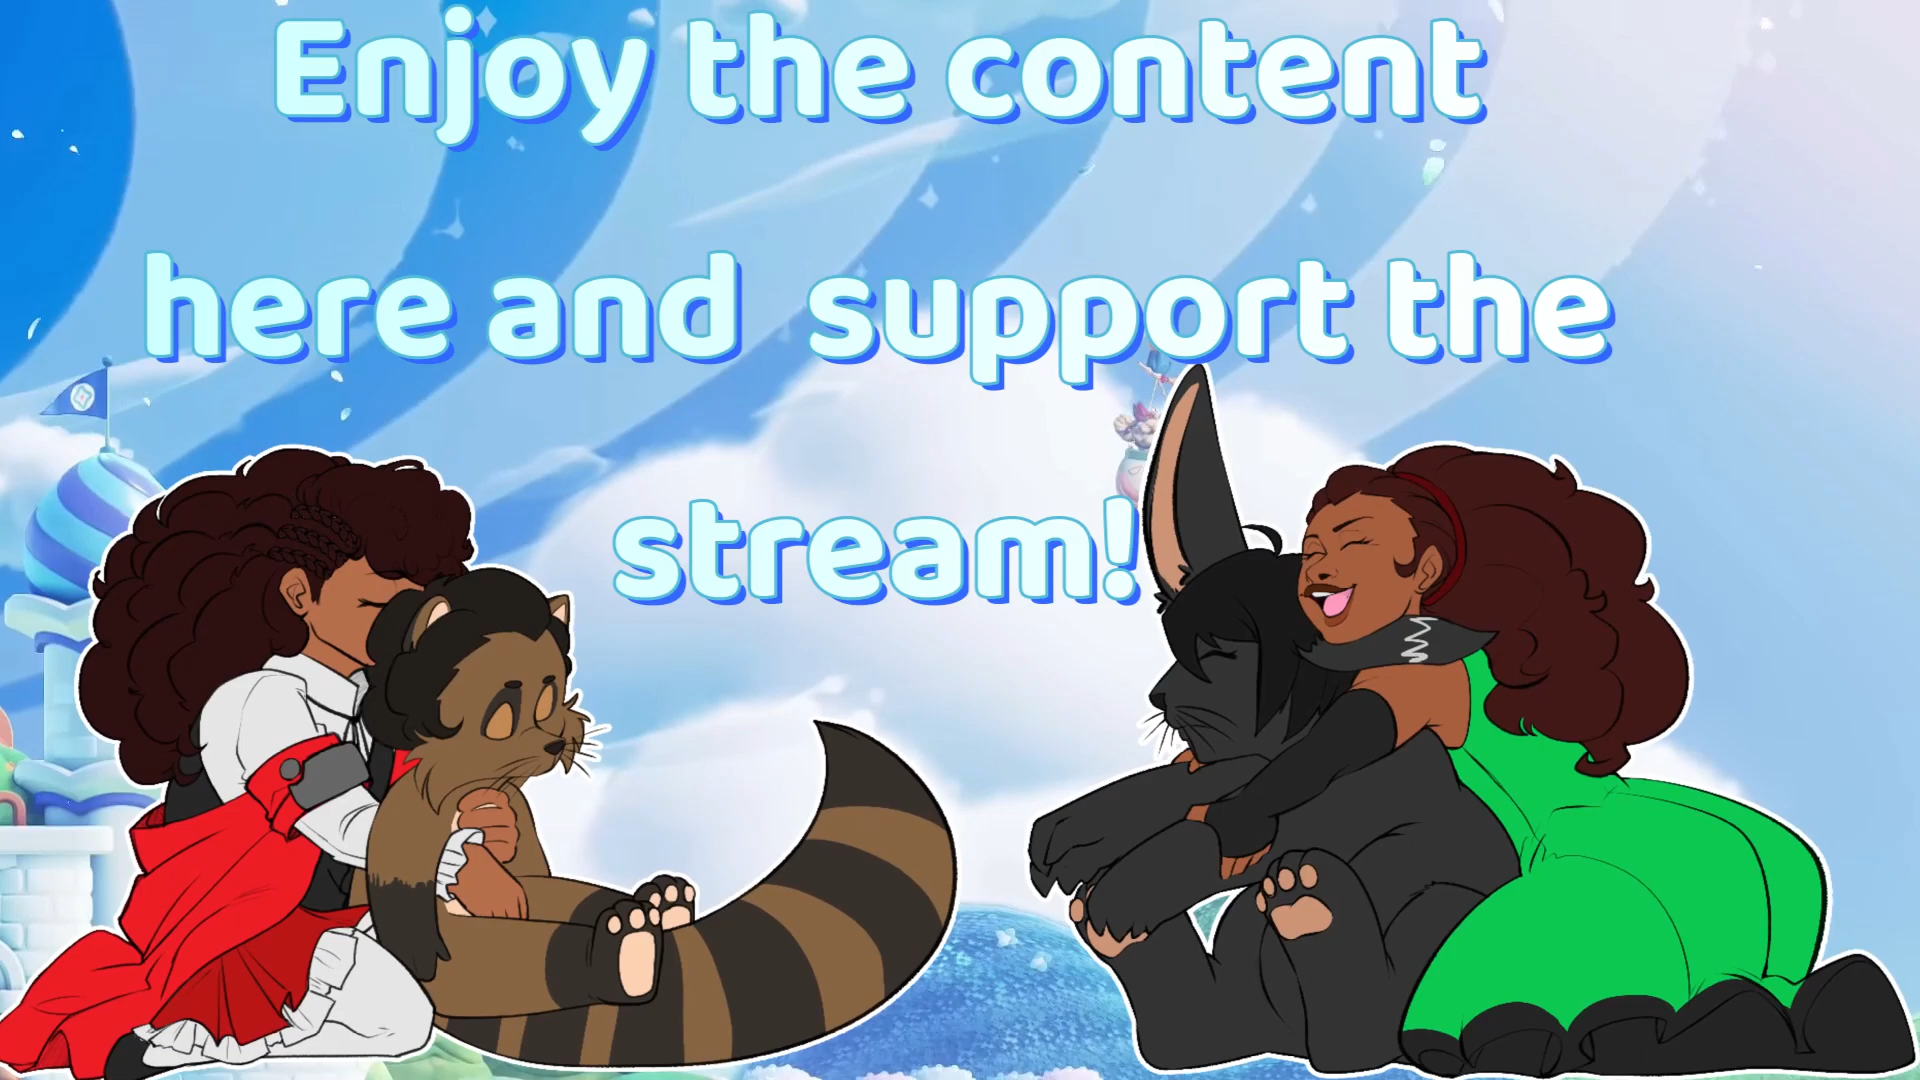 Enjoy the content
here and  support the
stream!